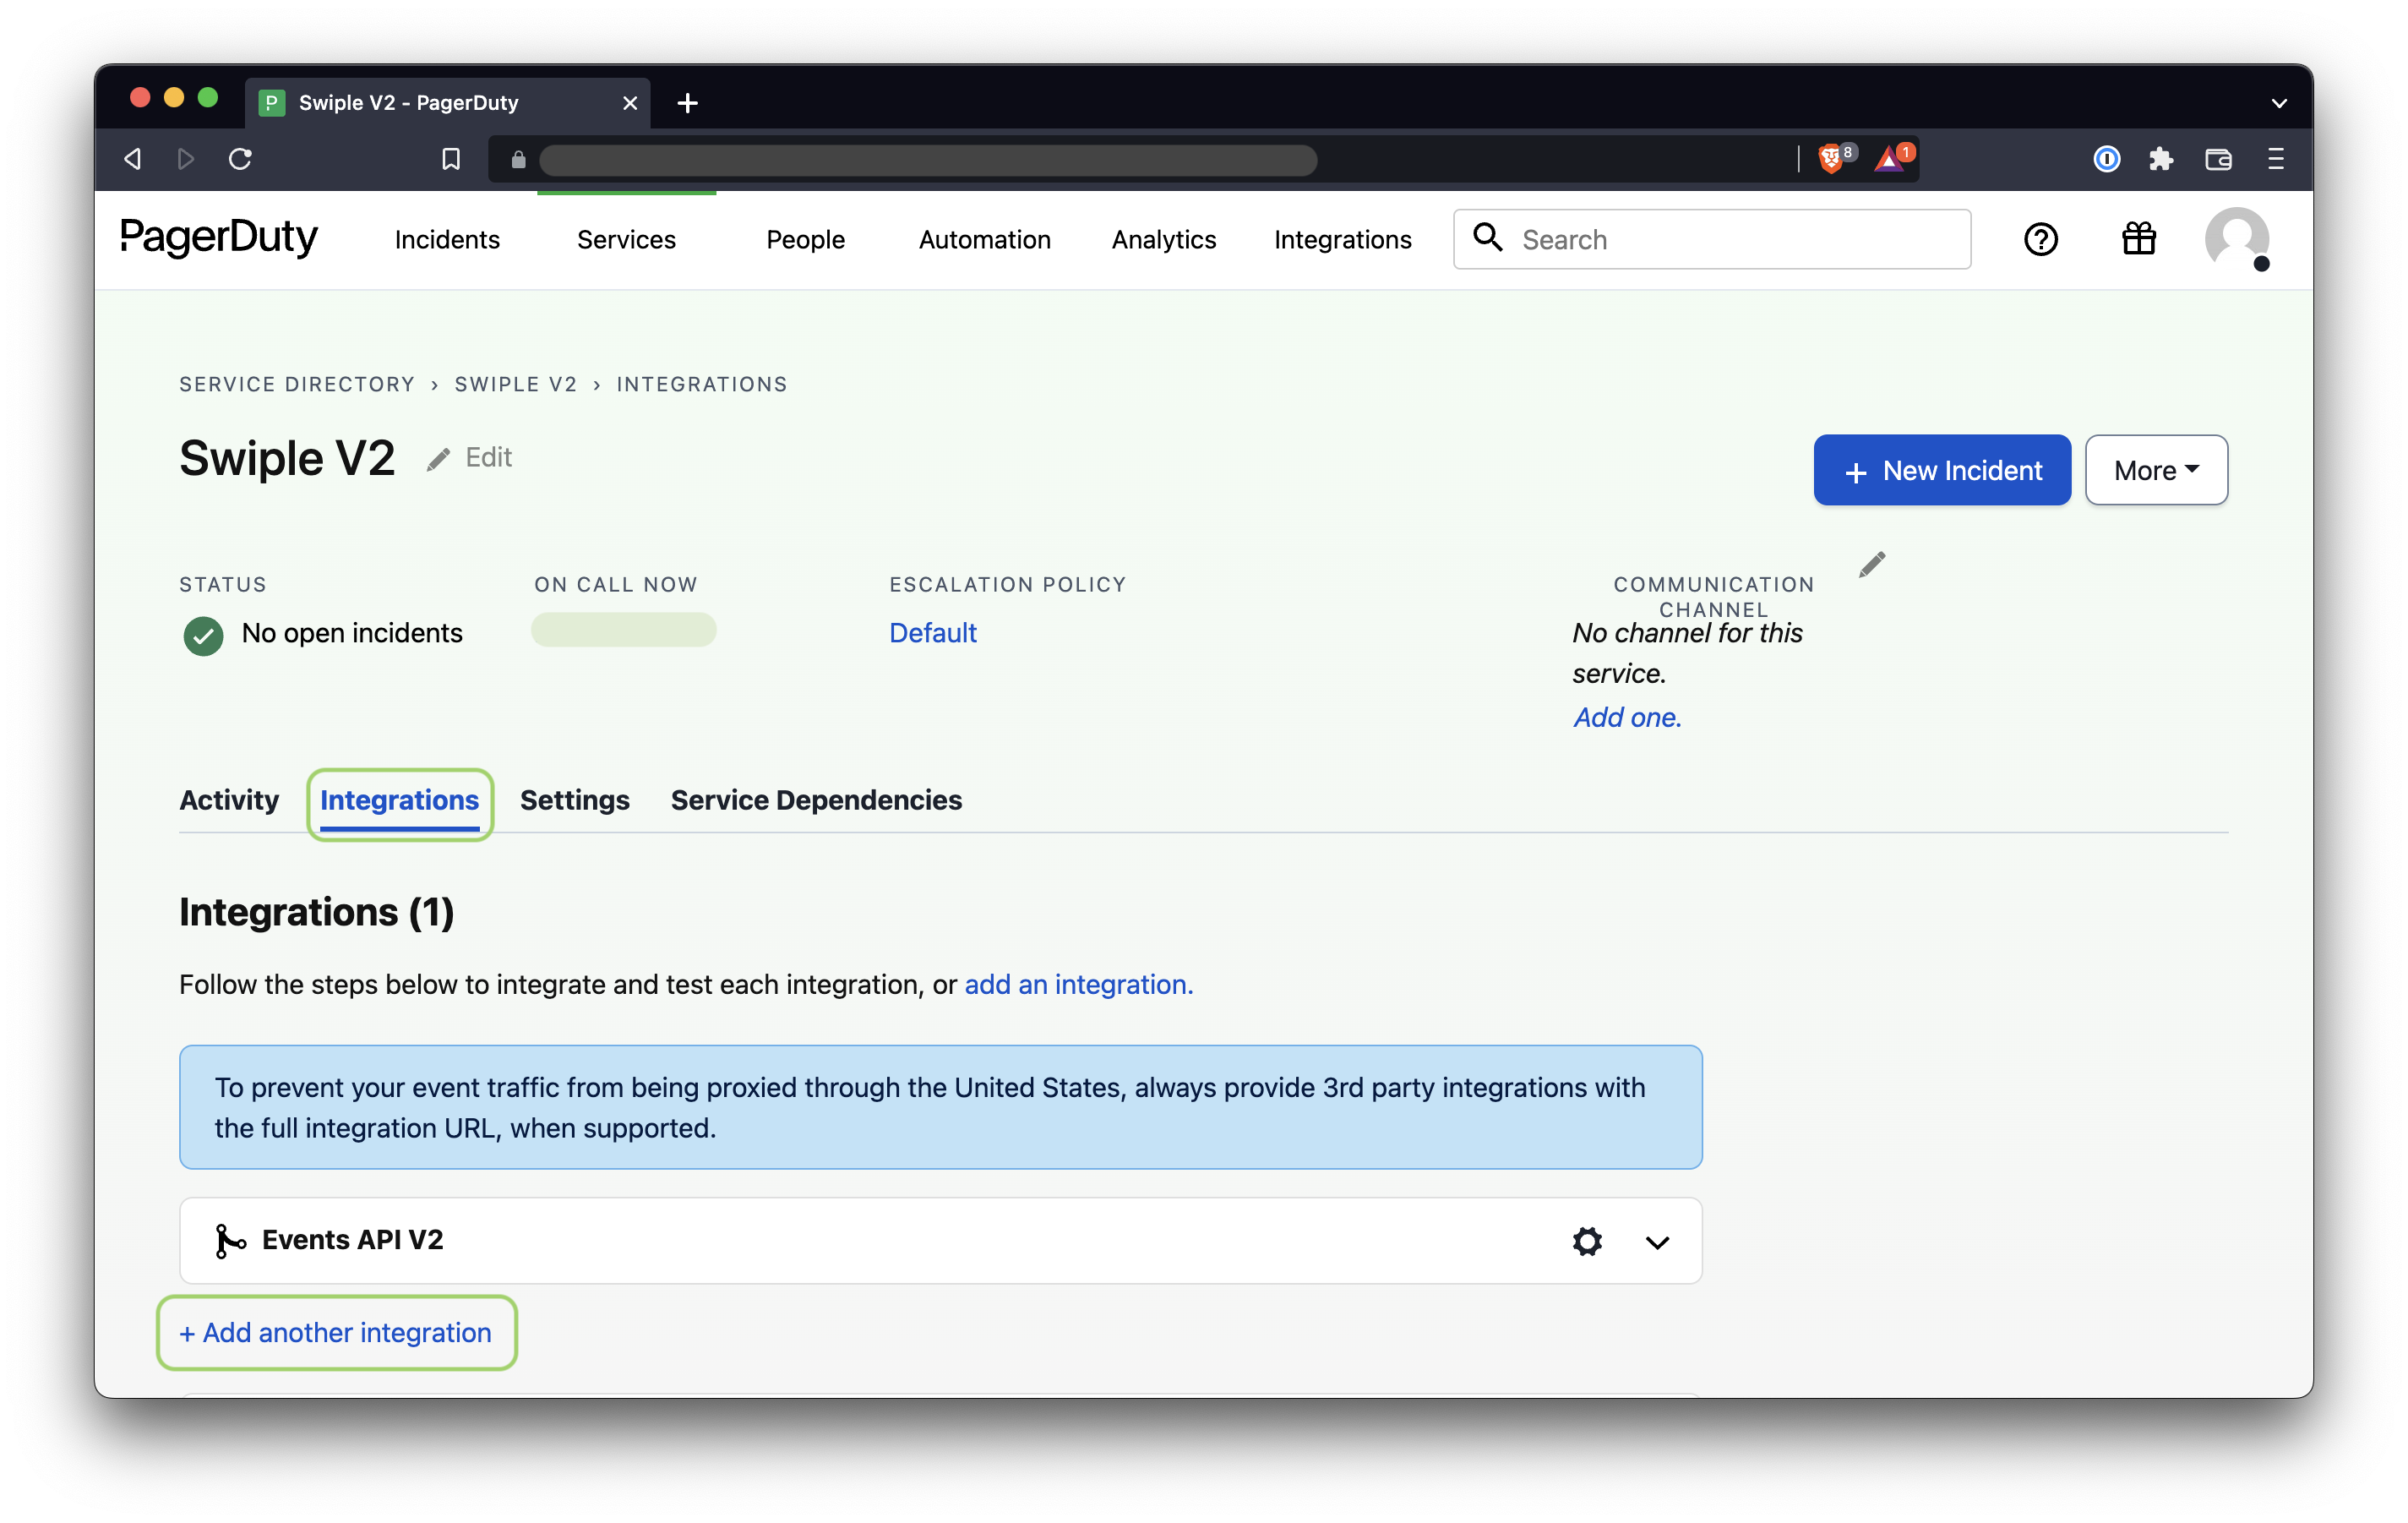 Swiple V2 - PagerDuty
8
1
PagerDuty
Incidents
Services
People
Automation
Analytics
Integrations
Search
SERVICE DIRECTORY › SWIPLE V2 › INTEGRATIONS
Swiple V2
Edit
+ New Incident
More
STATUS
No open incidents
ON CALL NOW
ESCALATION POLICY
Default
COMMUNICATION
CHANNEL
No channel for this
service.
Add one.
Activity
Integrations
Settings
Service Dependencies
Integrations (1)
Follow the steps below to integrate and test each integration, or add an integration.
To prevent your event traffic from being proxied through the United States, always provide 3rd party integrations with
the full integration URL, when supported.
Events API V2
+ Add another integration